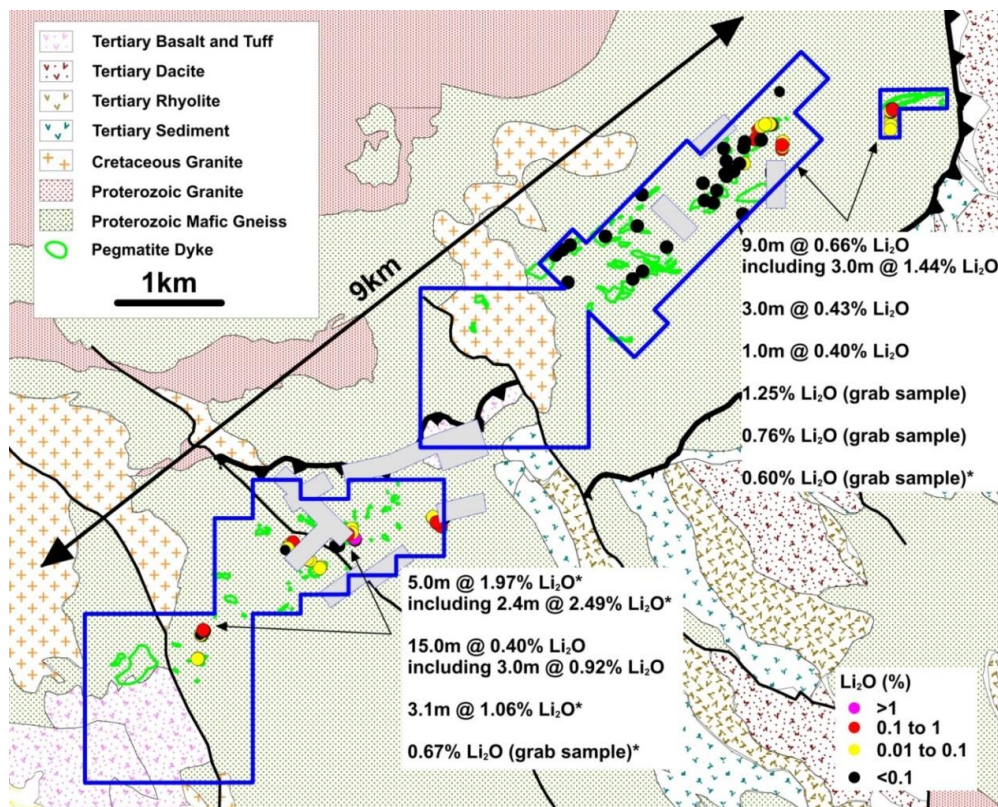 Tertiary Basalt and Tuff
Tertiary Dacite
Tertiary Rhyolite
Tertiary Sediment
Cretaceous Granite
Proterozoic Granite
Proterozoic Mafic Gneiss
Pegmatite Dyke
1km
9km
9.0m @ 0.66% Li₂O
including 3.0m @ 1.44% Li₂O
3.0m @ 0.43% Li₂O
1.0m @ 0.40% Li₂O
1.25% Li₂O (grab sample)
0.76% Li₂O (grab sample)
0.60% Li₂O (grab sample)*
5.0m @ 1.97% Li₂O*
including 2.4m @ 2.49% Li₂O*
15.0m @ 0.40% Li₂O
including 3.0m @ 0.92% Li₂O
3.1m @ 1.06% Li₂O*
0.67% Li₂O (grab sample)*
Li₂O (%)
>1
0.1 to 1
0.01 to 0.1
<0.1